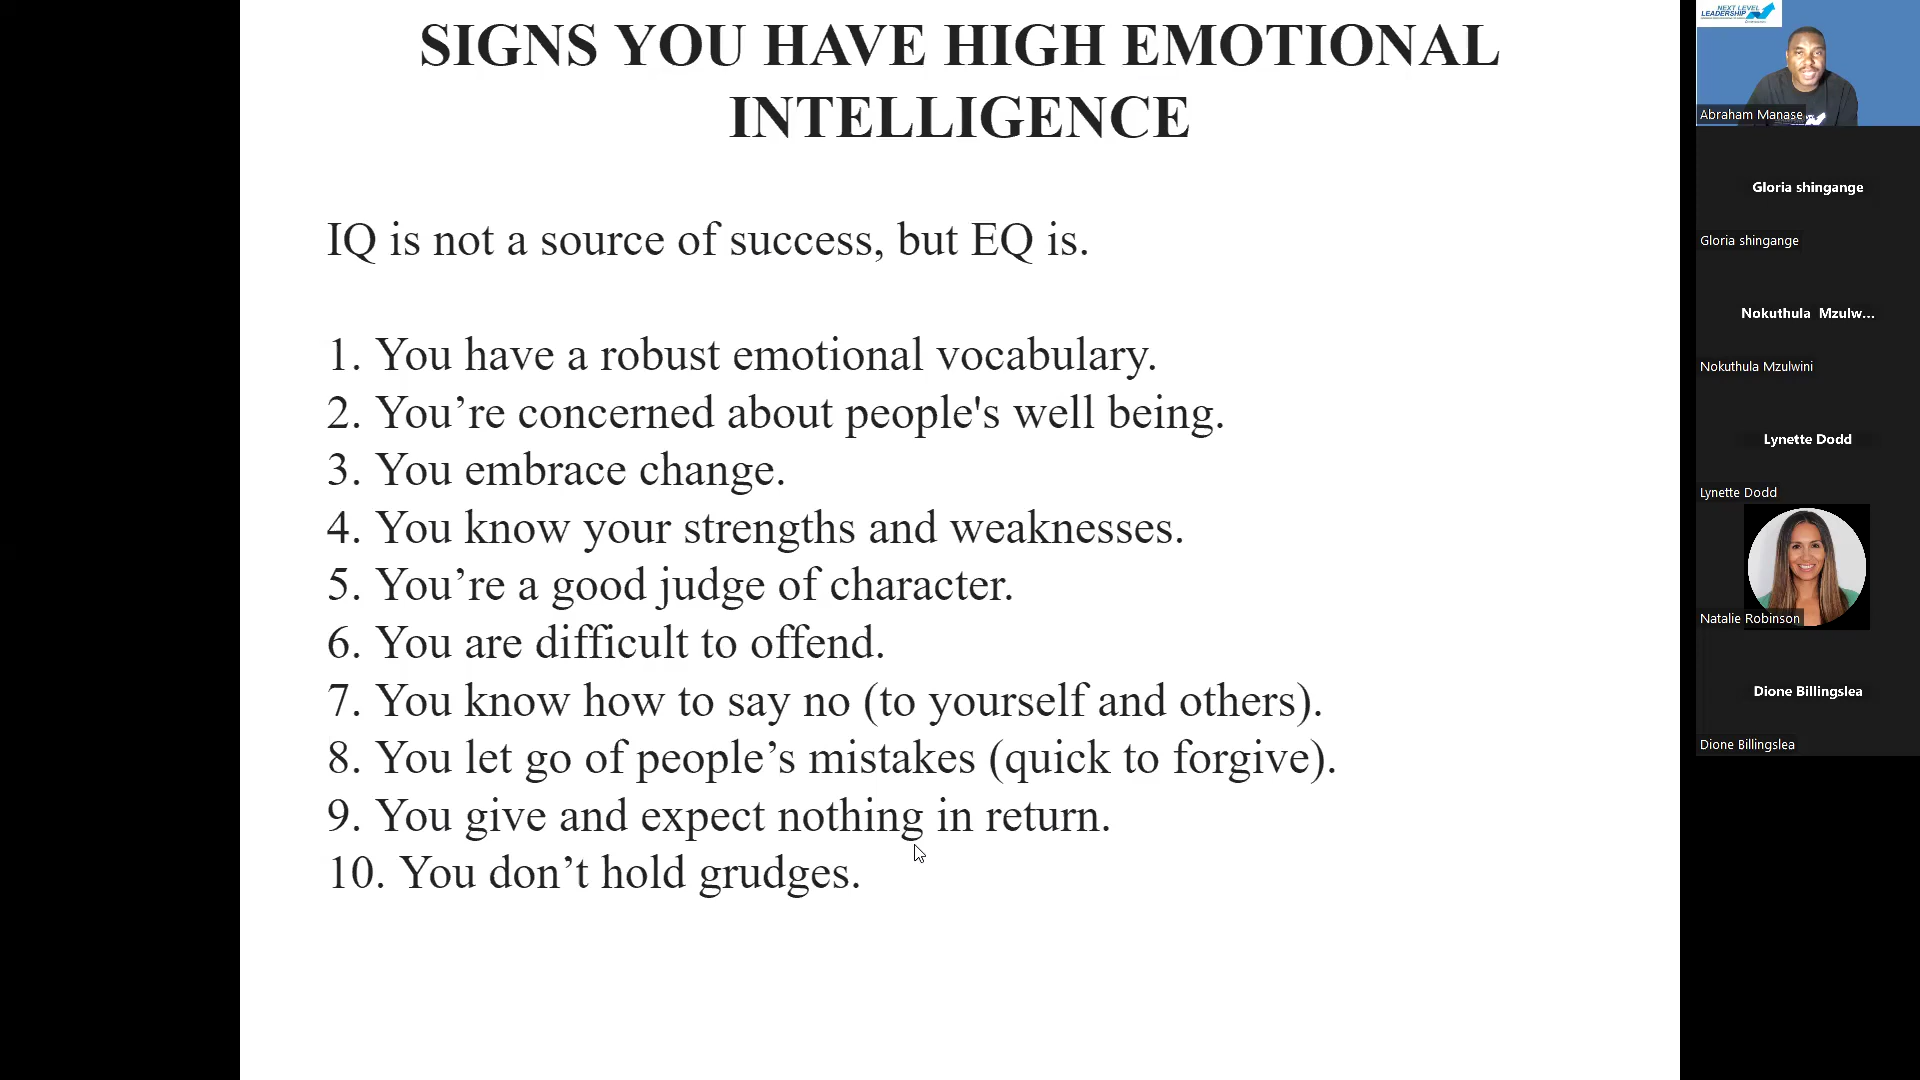 SIGNS YOU HAVE HIGH EMOTIONAL
INTELLIGENCE
IQ is not a source of success, but EQ is.
1. You have a robust emotional vocabulary.
2. You’re concerned about people's well being.
3. You embrace change.
4. You know your strengths and weaknesses.
5. You’re a good judge of character.
6. You are difficult to offend.
7. You know how to say no (to yourself and others).
8. You let go of people’s mistakes (quick to forgive).
9. You give and expect nothing in return.
10. You don’t hold grudges.
NEXT LEVEL
LEADERSHIP
Abraham Manase
Gloria shingange
Gloria shingange
Nokuthula Mzulw...
Nokuthula Mzulwini
Lynette Dodd
Lynette Dodd
Natalie Robinson
Dione Billingslea
Dione Billingslea